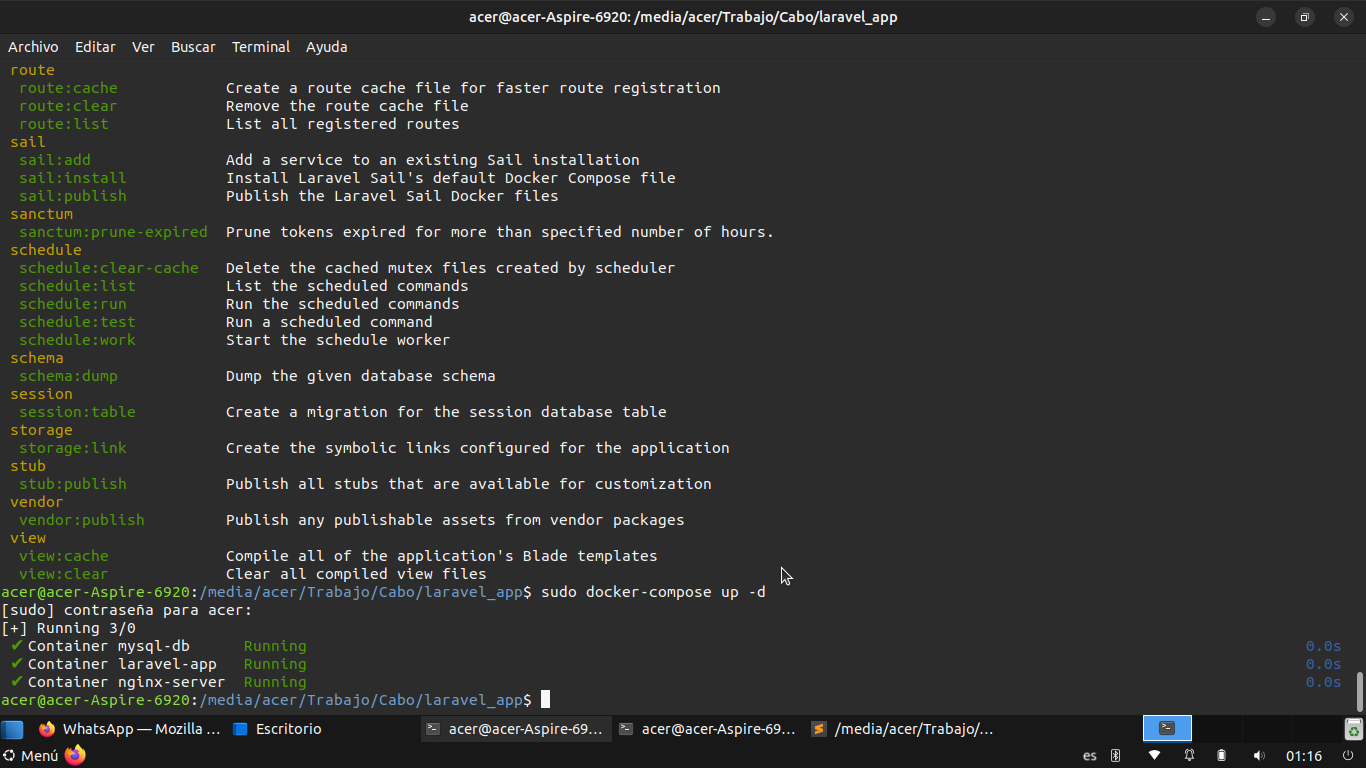 acer@acer-Aspire-6920: /media/acer/Trabajo/Cabo/laravel_app
Archivo Editar Ver Buscar Terminal Ayuda
route
route:cache Create a route cache file for faster route registration
route:clear Remove the route cache file
route:list List all registered routes
sail
sail:add Add a service to an existing Sail installation
sail:install Install Laravel Sail's default Docker Compose file
sail:publish Publish the Laravel Sail Docker files
sanctum
sanctum:prune-expired Prune tokens expired for more than specified number of hours.
schedule
schedule:clear-cache Delete the cached mutex files created by scheduler
schedule:list List the scheduled commands
schedule:run Run the scheduled commands
schedule:test Run a scheduled command
schedule:work Start the schedule worker
schema
schema:dump Dump the given database schema
session
session:table Create a migration for the session database table
storage
storage:link Create the symbolic links configured for the application
stub
stub:publish Publish all stubs that are available for customization
vendor
vendor:publish Publish any publishable assets from vendor packages
view
view:cache Compile all of the application's Blade templates
view:clear Clear all compiled view files
acer@acer-Aspire-6920:/media/acer/Trabajo/Cabo/laravel_app$ sudo docker-compose up -d
[sudo] contraseña para acer:
[+] Running 3/0
✔ Container mysql-db Running 0.0s
✔ Container laravel-app Running 0.0s
✔ Container nginx-server Running 0.0s
acer@acer-Aspire-6920:/media/acer/Trabajo/Cabo/laravel_app$
WhatsApp — Mozilla ... Escritorio acer@acer-Aspire-69... acer@acer-Aspire-69... /media/acer/Trabajo/...
Menú es 01:16